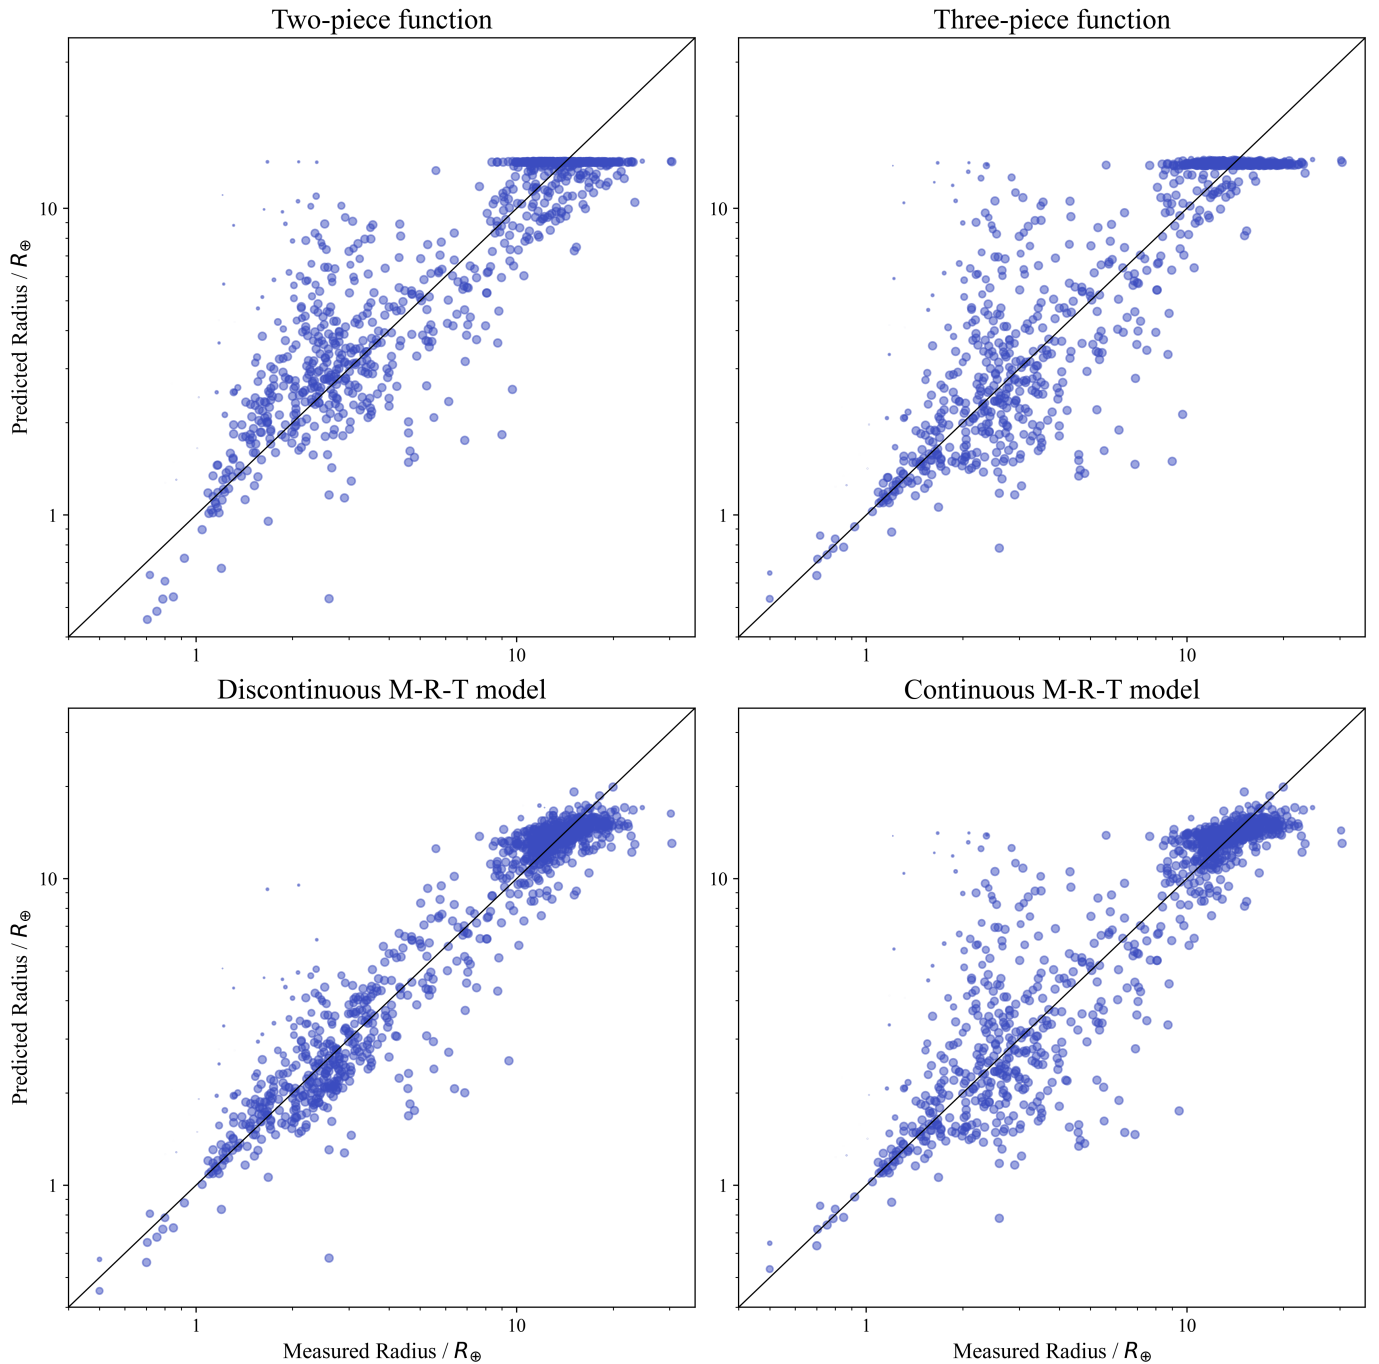 Two-piece function
Three-piece function
Predicted Radius / R⊕
10
1
1
10
10
1
1
10
Discontinuous M-R-T model
Continuous M-R-T model
Predicted Radius / R⊕
10
1
1
10
Measured Radius / R⊕
10
1
1
10
Measured Radius / R⊕